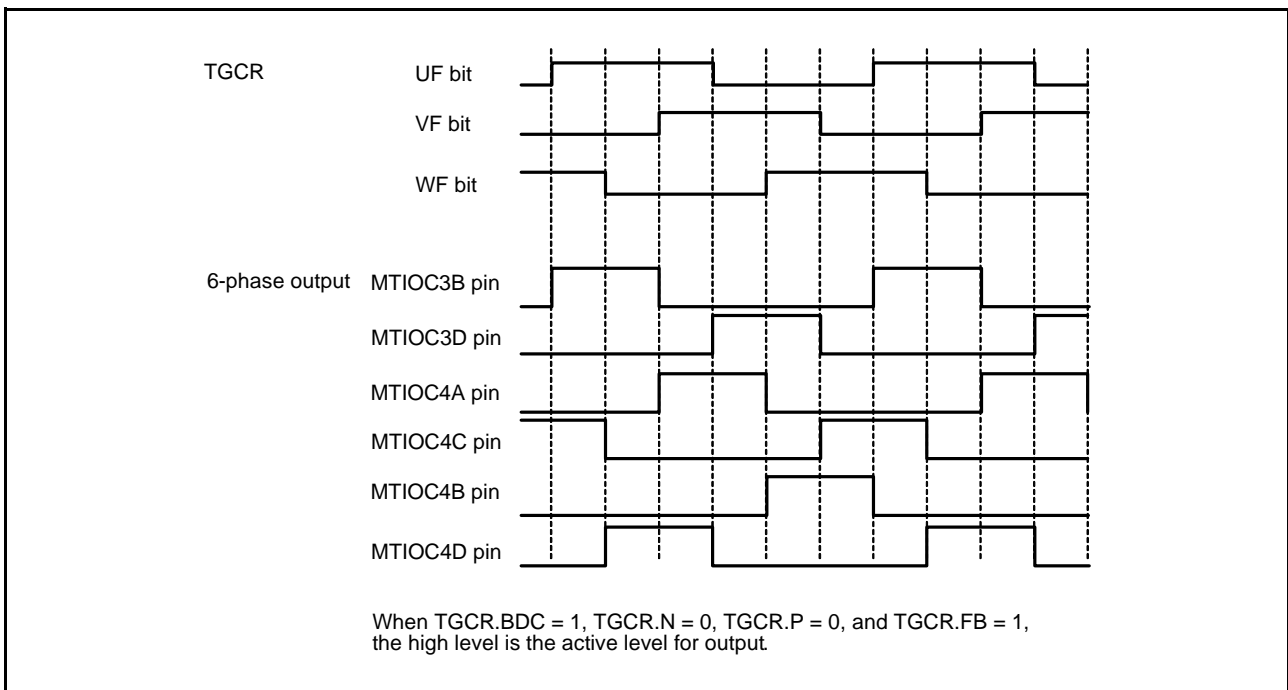 TGCR UF bit
VF bit
WF bit
6-phase output MTIOC3B pin
MTIOC3D pin
MTIOC4A pin
MTIOC4C pin
MTIOC4B pin
MTIOC4D pin
When TGCR.BDC = 1, TGCR.N = 0, TGCR.P = 0, and TGCR.FB = 1,
the high level is the active level for output.